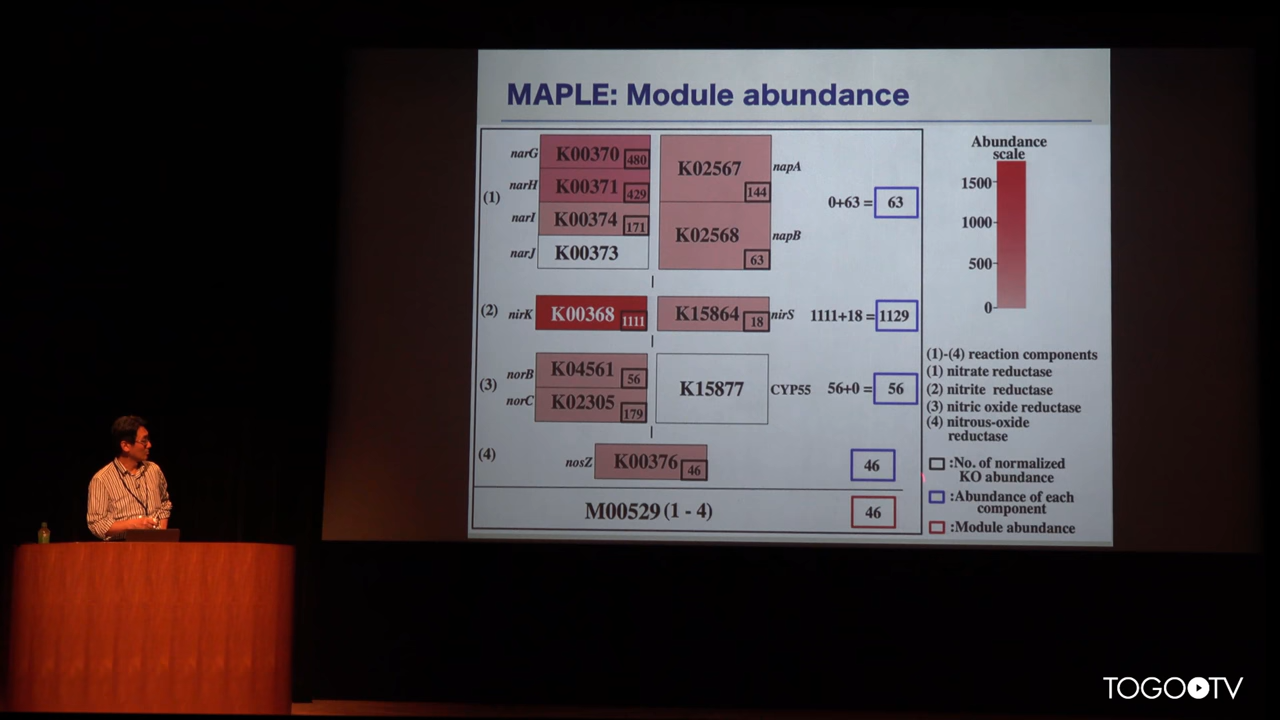 MAPLE: Module abundance
(1)
narG K00370 480
narH K00371 429
narI K00374 171
narJ K00373
K02567 144 napA
K02568 63 napB
0+63 = 63
(2) nirK K00368 1111
K15864 18 nirS
1111+18 = 1129
(3)
norB K04561 56
norC K02305 179
K15877 CYP55
56+0 = 56
(4) nosZ K00376 46
46
M00529 (1 - 4) 46
Abundance
scale
1500
1000
500
0
(1)-(4) reaction components
(1) nitrate reductase
(2) nitrite reductase
(3) nitric oxide reductase
(4) nitrous-oxide
reductase
:No. of normalized
KO abundance
:Abundance of each
component
:Module abundance
TOGO TV